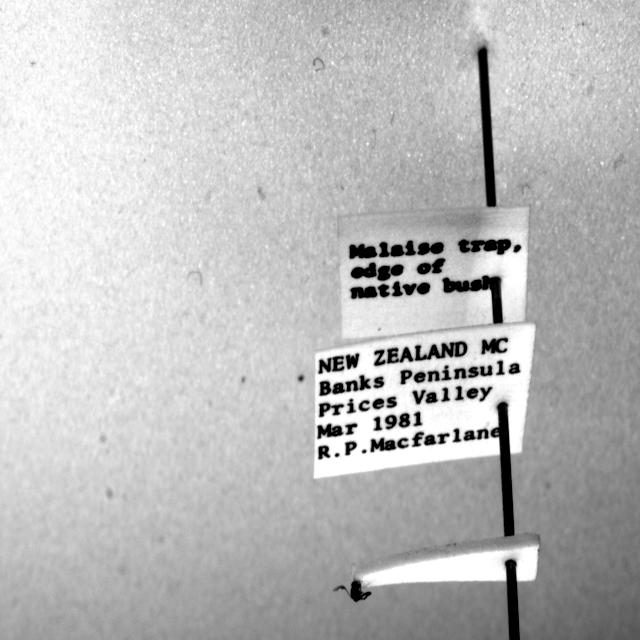 Malaise trap,
edge of
native bush
NEW ZEALAND MC
Banks Peninsula
Prices Valley
Mar 1981
R.P.Macfarlane